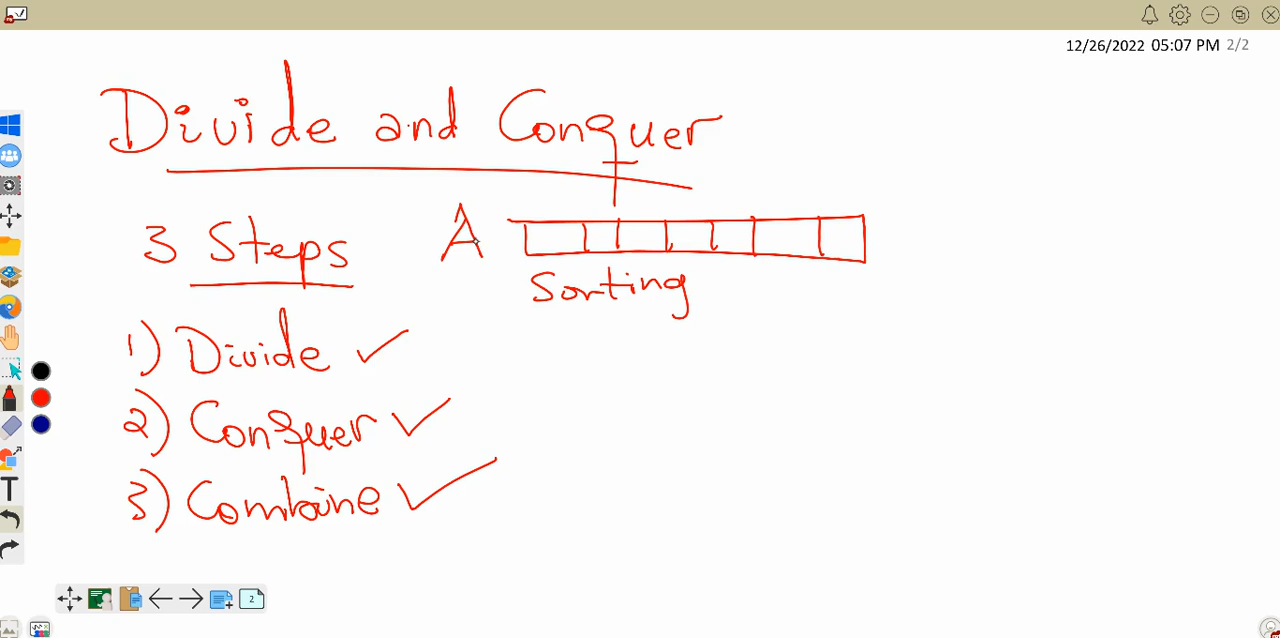 12/26/2022 05:07 PM 2/2
Divide and Conquer
3 Steps
A
Sorting
1) Divide ✓
2) Conquer ✓
3) Combine ✓
T
2